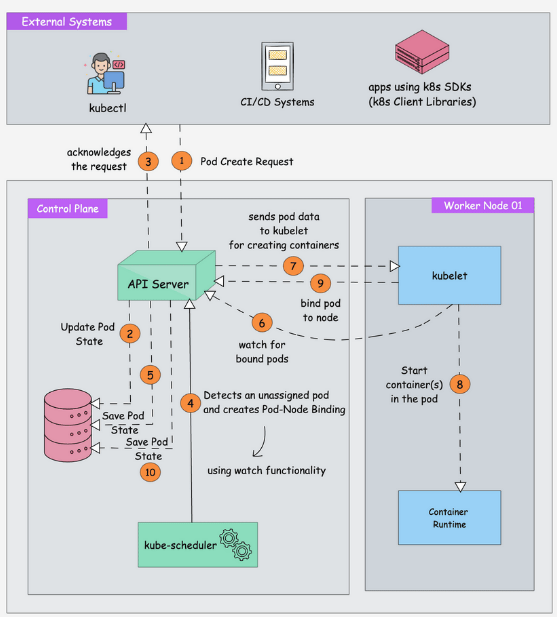 External Systems
kubectl
CI/CD Systems
apps using k8s SDKs
(k8s Client Libraries)
acknowledges
the request
3
1
Pod Create Request
Control Plane
Worker Node 01
sends pod data
to kubelet
for creating containers
API Server
7
9
kubelet
bind pod
to node
Update Pod
State
2
6
watch for
bound pods
5
4
Detects an unassigned pod
and creates Pod-Node Binding
Start
container(s)
in the pod
8
Save Pod
State
Save Pod
State
10
using watch functionality
kube-scheduler
Container
Runtime